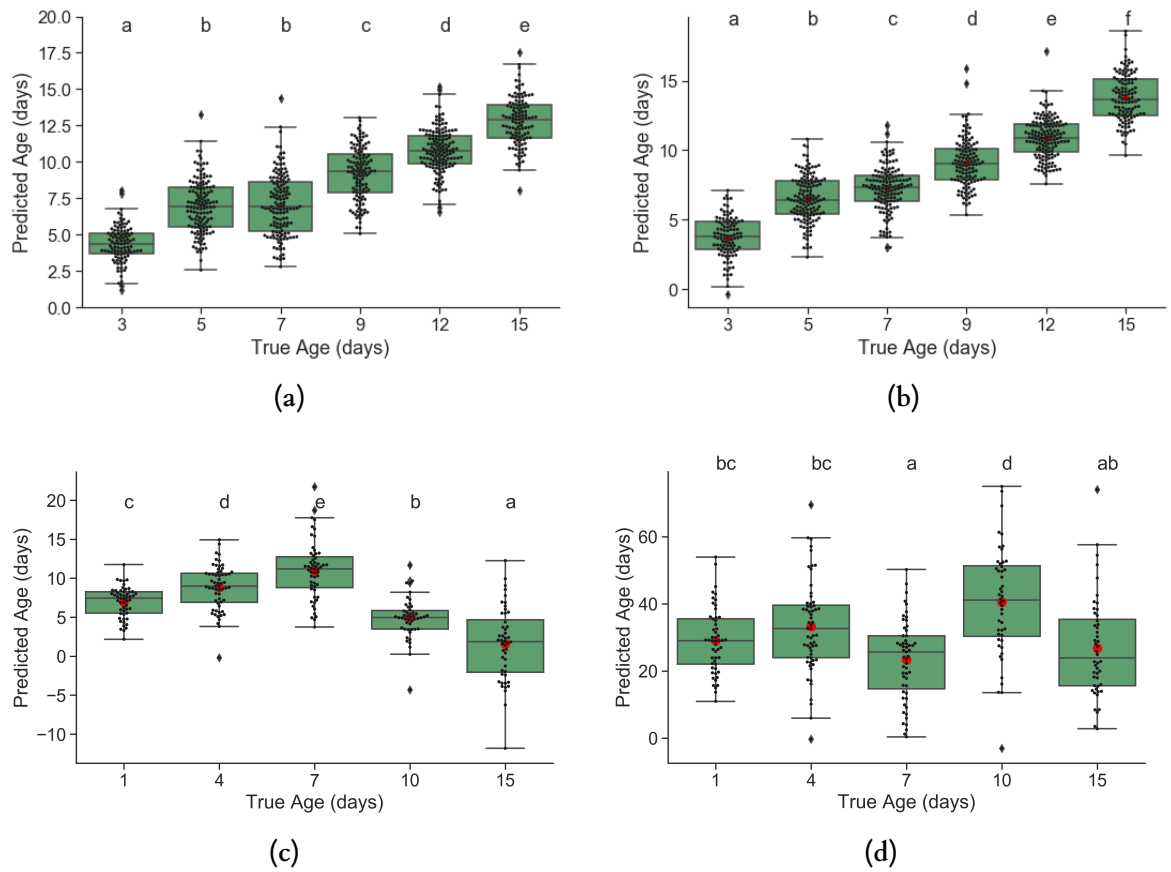 20.0
17.5
15.0
12.5
10.0
7.5
5.0
2.5
0.0
Predicted Age (days)
a b b c d e
3 5 7 9 12 15
True Age (days)
(a)
15
10
5
0
Predicted Age (days)
a b c d e f
3 5 7 9 12 15
True Age (days)
(b)
20
15
10
5
0
−5
−10
Predicted Age (days)
c d e b a
1 4 7 10 15
True Age (days)
(c)
60
40
20
0
Predicted Age (days)
bc bc a d ab
1 4 7 10 15
True Age (days)
(d)